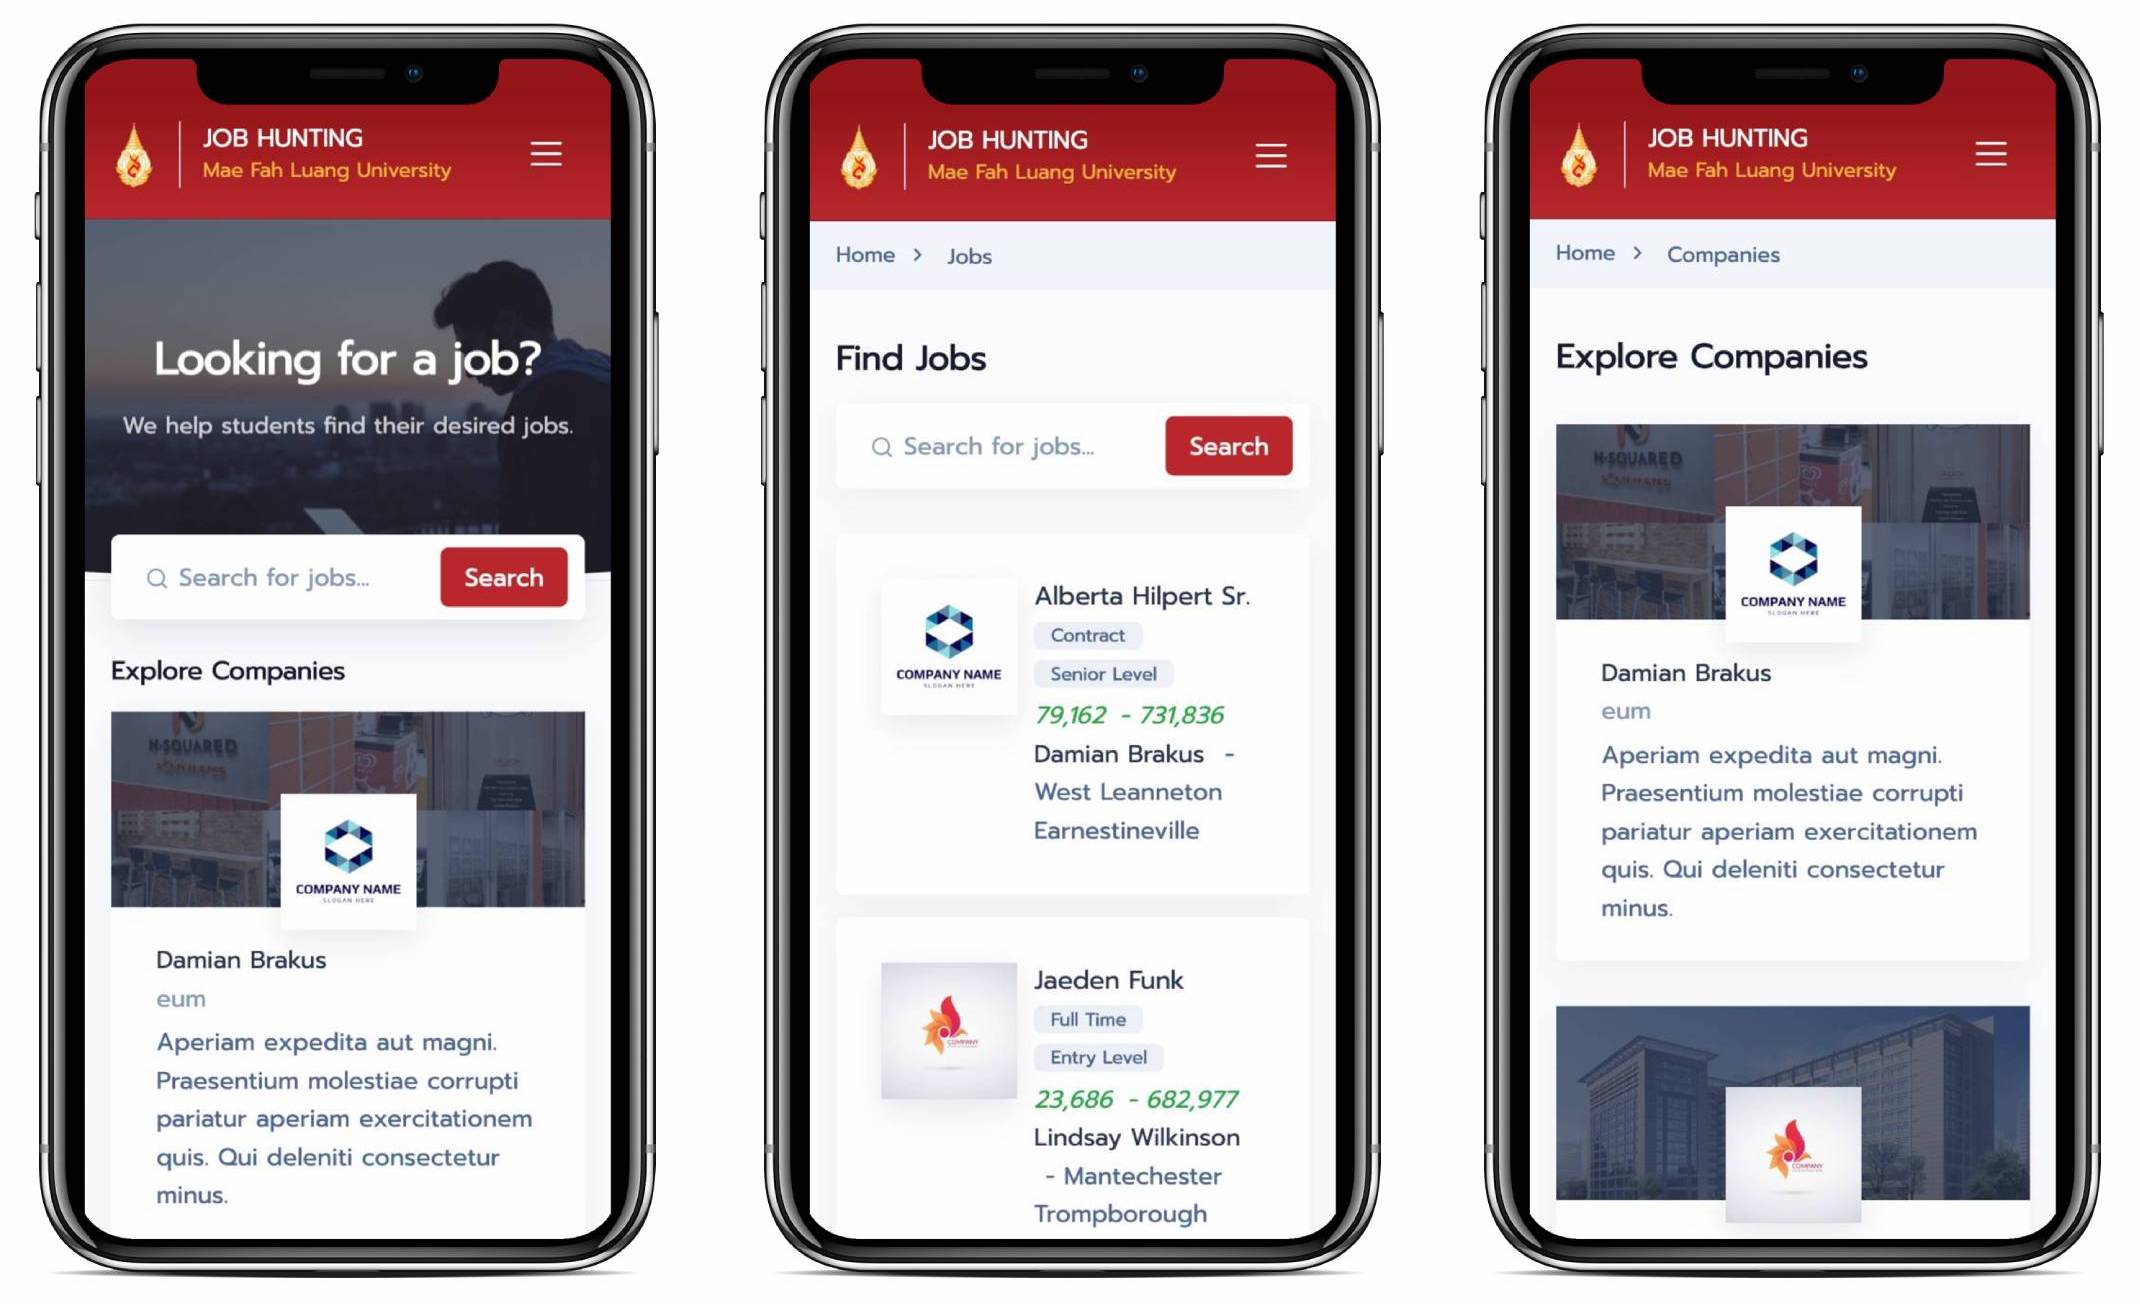 JOB HUNTING
Mae Fah Luang University
Looking for a job?
We help students find their desired jobs.
Search for jobs...
Search
Explore Companies
N-SQUARED
COMPANY NAME
SLOGAN HERE
Damian Brakus
eum
Aperiam expedita aut magni.
Praesentium molestiae corrupti
pariatur aperiam exercitationem
quis. Qui deleniti consectetur
minus.
JOB HUNTING
Mae Fah Luang University
Home > Jobs
Find Jobs
Search for jobs...
Search
COMPANY NAME
SLOGAN HERE
Alberta Hilpert Sr.
Contract
Senior Level
79,162 - 731,836
Damian Brakus -
West Leanneton
Earnestineville
COMPANY
Jaeden Funk
Full Time
Entry Level
23,686 - 682,977
Lindsay Wilkinson
- Mantechester
Trompborough
JOB HUNTING
Mae Fah Luang University
Home > Companies
Explore Companies
N-SQUARED
COMPANY NAME
SLOGAN HERE
Damian Brakus
eum
Aperiam expedita aut magni.
Praesentium molestiae corrupti
pariatur aperiam exercitationem
quis. Qui deleniti consectetur
minus.
COMPANY